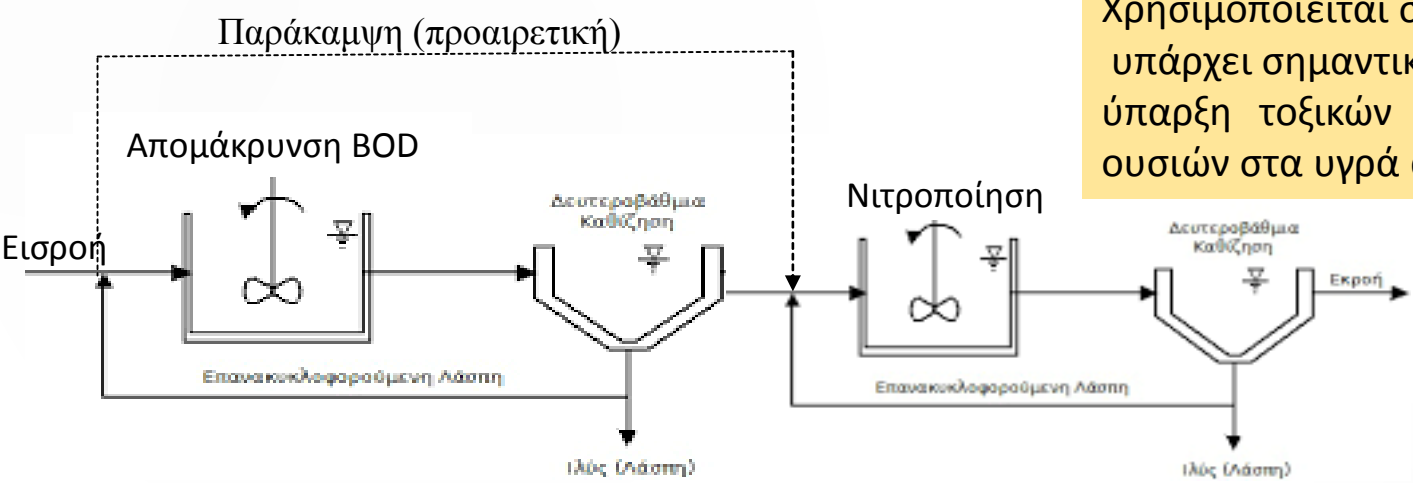 Χρησιμοποιείται
υπάρχει
ύπαρξη τοξικών
ουσιών στα υγρά
Παράκαμψη (προαιρετική)
Απομάκρυνση BOD
Δευτεροβάθμια
Καθίζηση
Νιτροποίηση
Δευτεροβάθμια
Καθίζηση
Εισροή
Εκροή
Επανακυκλοφορούμενη Λάσπη
Επανακυκλοφορούμενη Λάσπη
Ιλύς (Λάσπη)
Ιλύς (Λάσπη)